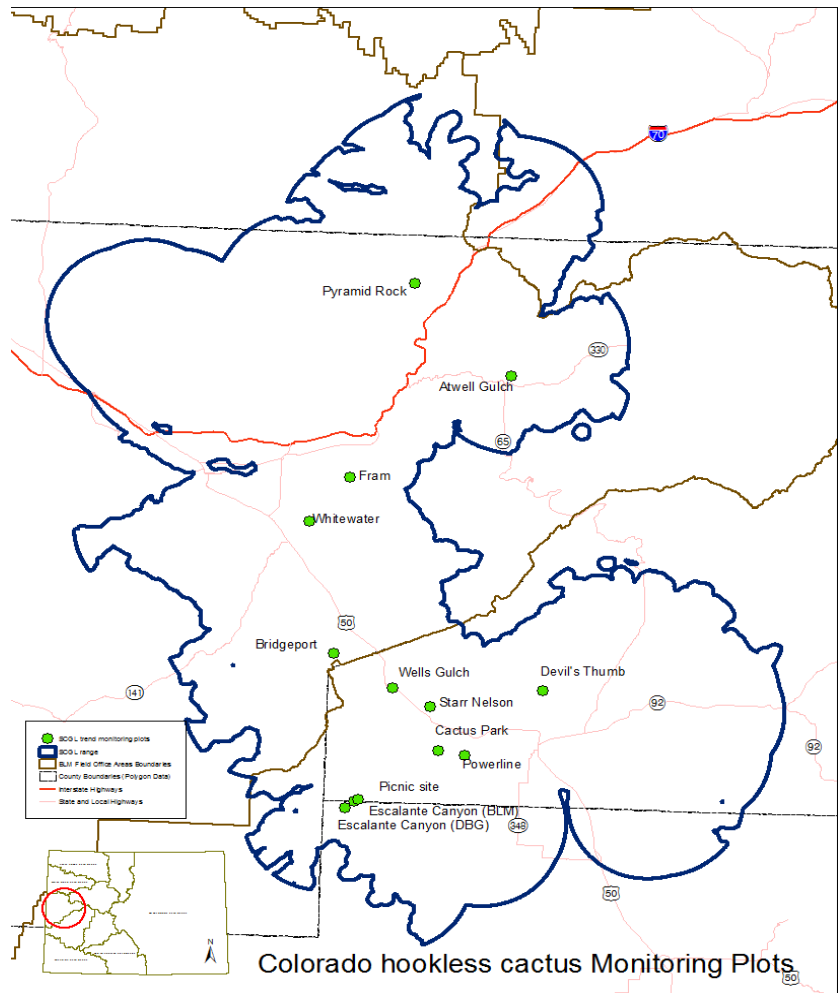 70
Pyramid Rock
330
Atwell Gulch
65
Fram
Whitewater
50
Bridgeport
Wells Gulch
Devil's Thumb
141
Starr Nelson
92
Cactus Park
92
Powerline
SCGL trend monitoring plots
SCGL range
BLM Field Office Areas Boundaries
County Boundaries (Polygon Data)
Interstate Highways
State and Local Highways
Picnic site
Escalante Canyon (BLM)
Escalante Canyon (DBG)
348
50
N
Colorado hookless cactus Monitoring Plots
50